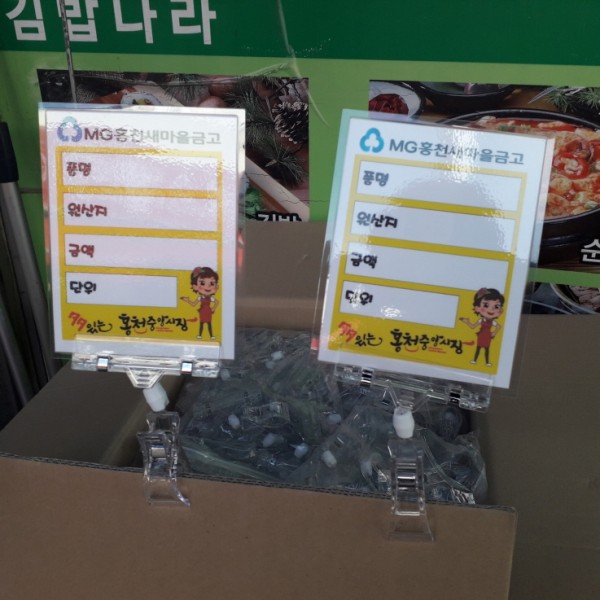 김밥나라
MG홍천새마을금고
품명
원산지
금액
단위
맛있는 홍천중앙시장
MG홍천새마을금고
품명
원산지
금액
단위
맛있는 홍천중앙시장
김밥
순